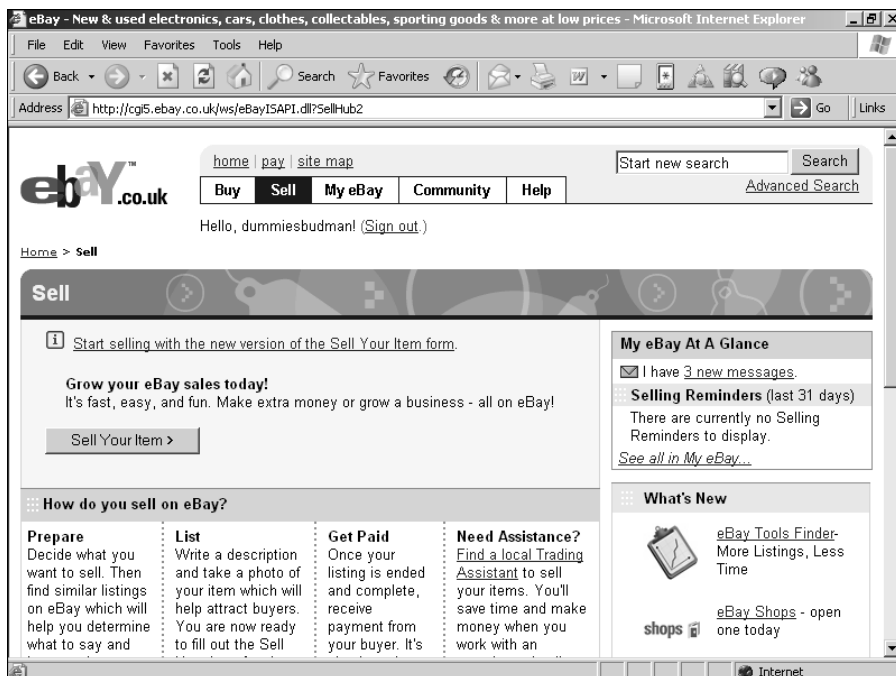 eBay - New & used electronics, cars, clothes, collectables, sporting goods & more at low prices - Microsoft Internet Explorer
File Edit View Favorites Tools Help
Back Search Favorites
Address http://cgi5.ebay.co.uk/ws/eBayISAPI.dll?SellHub2 Go Links
ebaY™.co.uk
home | pay | site map
Start new search Search
Buy Sell My eBay Community Help
Advanced Search
Hello, dummiesbudman! (Sign out.)
Home > Sell
Sell
Start selling with the new version of the Sell Your Item form.
Grow your eBay sales today!
It's fast, easy, and fun. Make extra money or grow a business - all on eBay!
Sell Your Item >
My eBay At A Glance
I have 3 new messages.
Selling Reminders (last 31 days)
There are currently no Selling
Reminders to display.
See all in My eBay...
How do you sell on eBay?
Prepare
Decide what you
want to sell. Then
find similar listings
on eBay which will
help you determine
what to say and
List
Write a description
and take a photo of
your item which will
help attract buyers.
You are now ready
to fill out the Sell
Get Paid
Once your
listing is ended
and complete,
receive
payment from
your buyer. It's
Need Assistance?
Find a local Trading
Assistant to sell
your items. You'll
save time and make
money when you
work with an
What's New
eBay Tools Finder-
More Listings, Less
Time
shops
eBay Shops - open
one today
Internet